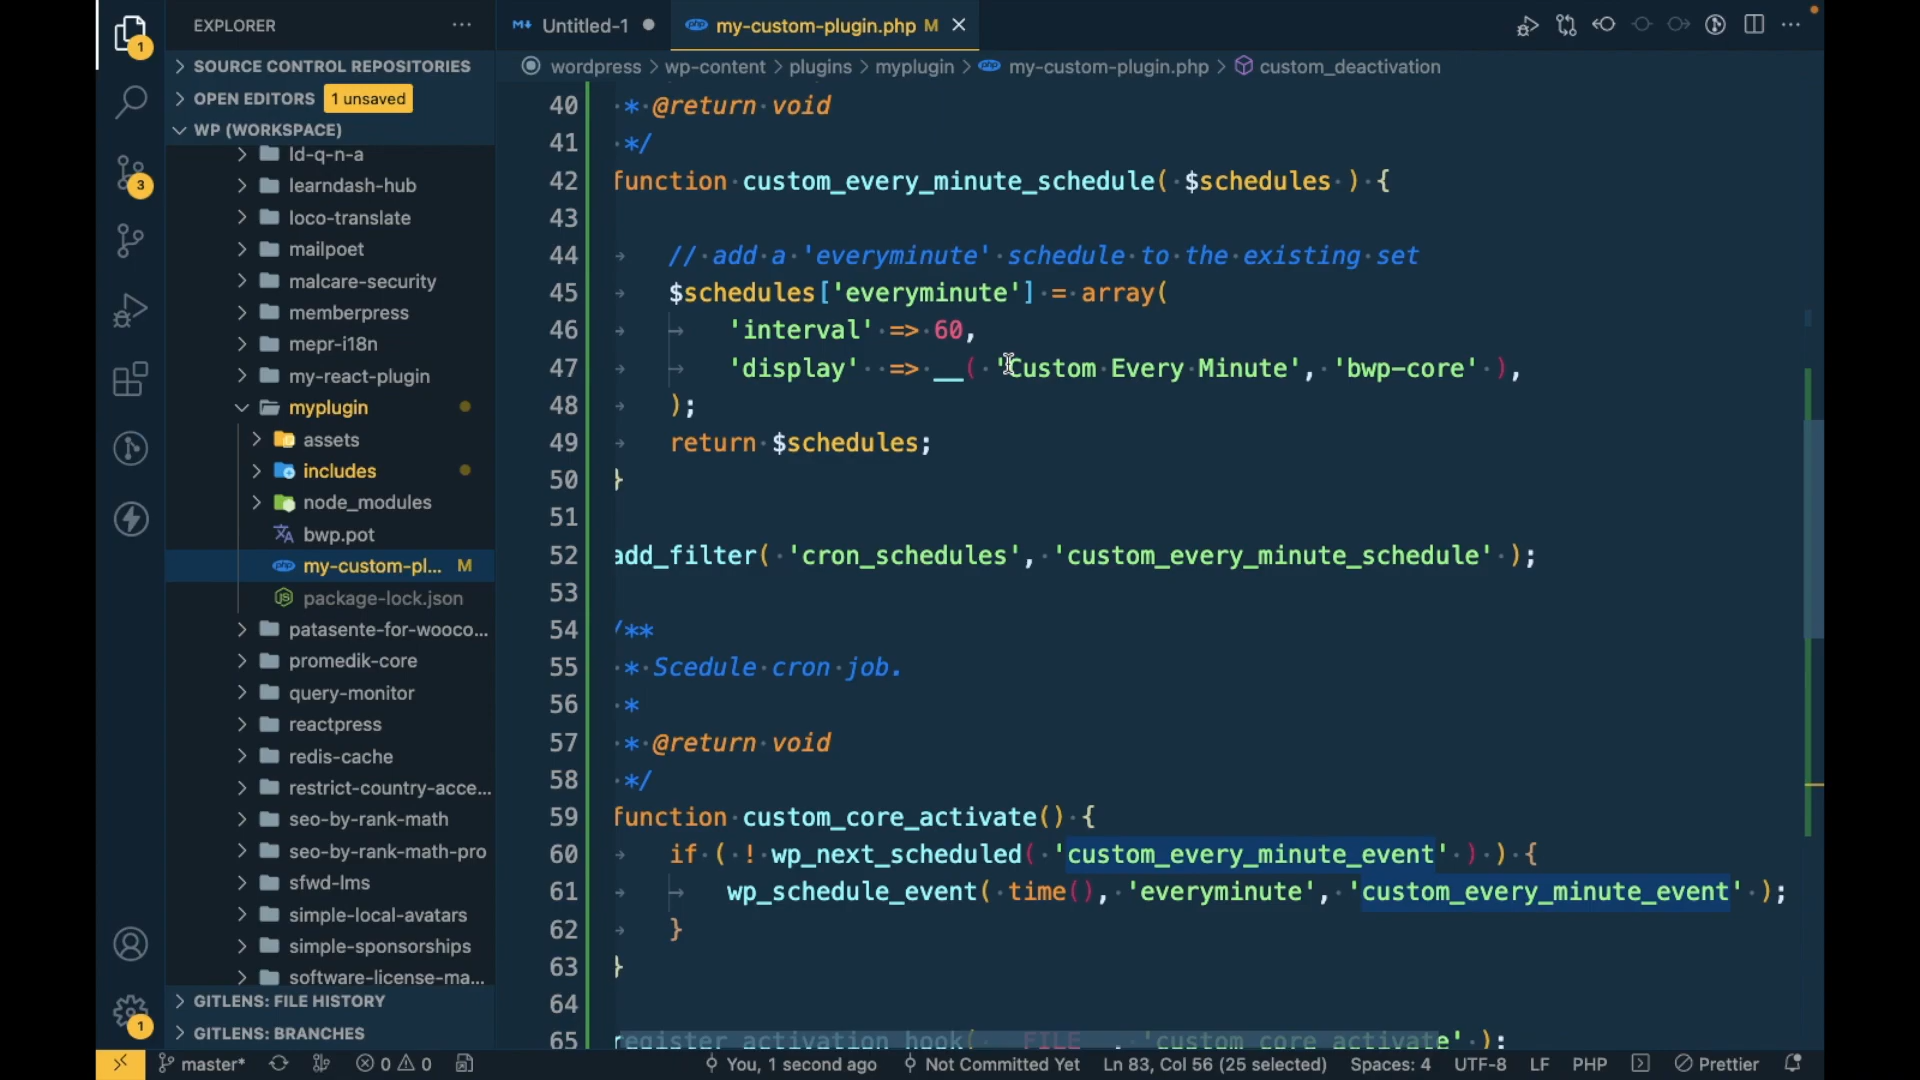 EXPLORER
Untitled-1
my-custom-plugin.php M
SOURCE CONTROL REPOSITORIES
wordpress > wp-content > plugins > myplugin > my-custom-plugin.php > custom_deactivation
OPEN EDITORS 1 unsaved
WP (WORKSPACE)
ld-q-n-a
learndash-hub
loco-translate
mailpoet
malcare-security
memberpress
mepr-i18n
my-react-plugin
myplugin
assets
includes
node_modules
bwp.pot
my-custom-pl... M
package-lock.json
patasente-for-wooco...
promedik-core
query-monitor
reactpress
redis-cache
restrict-country-acce...
seo-by-rank-math
seo-by-rank-math-pro
sfwd-lms
simple-local-avatars
simple-sponsorships
software-license-ma...
GITLENS: FILE HISTORY
GITLENS: BRANCHES
1
3
1
40 * @return void
41 */
42 function custom_every_minute_schedule( $schedules ) {
43
44 // add a 'everyminute' schedule to the existing set
45 $schedules['everyminute'] = array(
46 'interval' => 60,
47 'display' => __( 'Custom Every Minute', 'bwp-core' ),
48 );
49 return $schedules;
50 }
51
52 add_filter( 'cron_schedules', 'custom_every_minute_schedule' );
53
54 /**
55 * Scedule cron job.
56 *
57 * @return void
58 */
59 function custom_core_activate() {
60 if ( ! wp_next_scheduled( 'custom_every_minute_event' ) ) {
61 wp_schedule_event( time(), 'everyminute', 'custom_every_minute_event' );
62 }
63 }
64
65 register_activation_hook( __FILE__, 'custom_core_activate' );
master* 0 0 You, 1 second ago Not Committed Yet Ln 83, Col 56 (25 selected) Spaces: 4 UTF-8 LF PHP Prettier